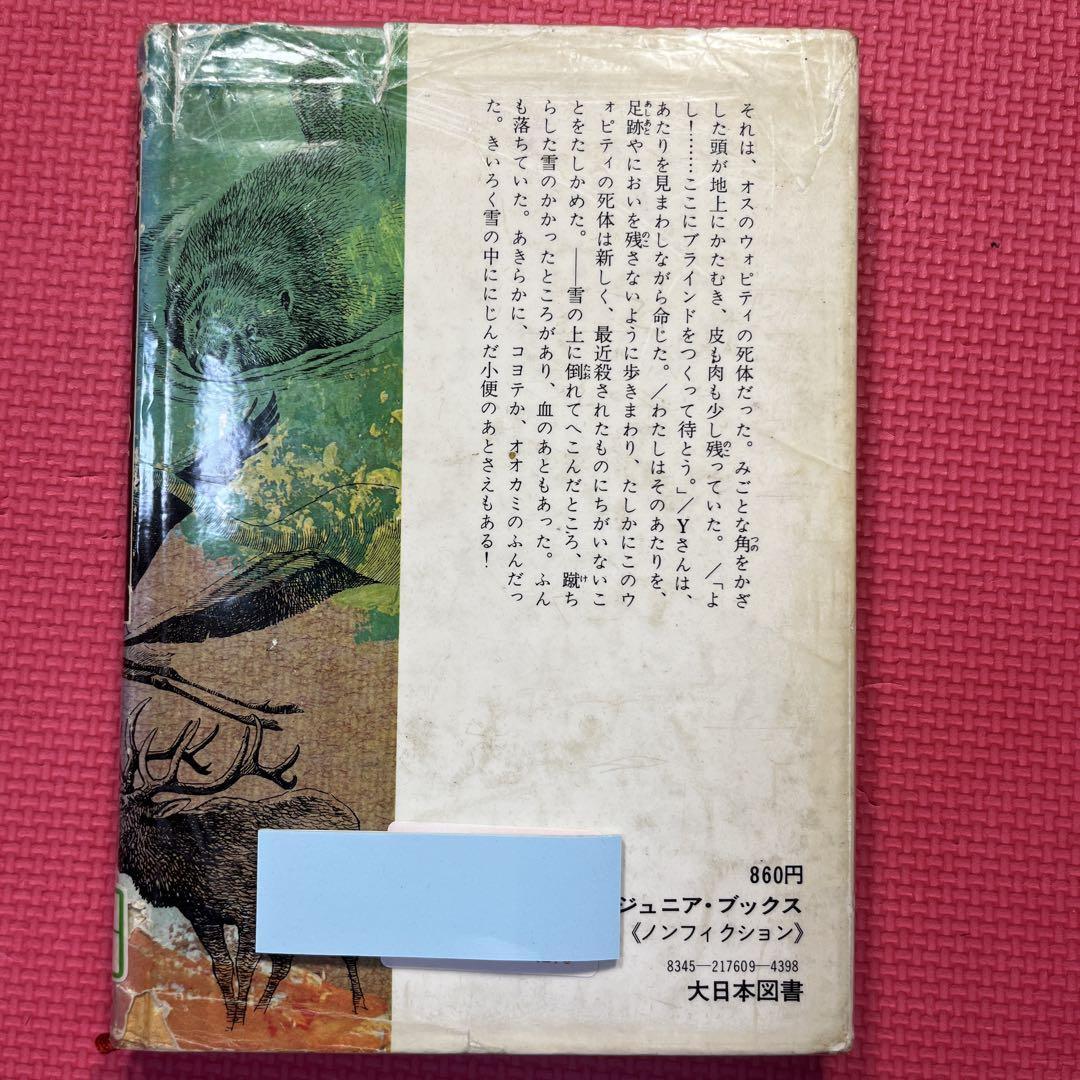 それは、オスのウォピティの死体だった。みごとな角をかざ
した頭が地上にかたむき、皮も肉も少し残っていた。／「よ
し！……ここにブラインドをつくって待とう。」／Yさんは、
あたりを見まわしながら命じた。／わたしはそのあたりを、
足跡やにおいを残さないように歩きまわり、たしかにこのウ
ォピティの死体は新しく、最近殺されたものにちがいないこ
とをたしかめた。——雪の上に倒れてへこんだところ、蹴ち
らした雪のかかったところがあり、血のあともあった。ふん
も落ちていた。あきらかに、コヨテか、オオカミのふんだっ
た。きいろく雪の中ににじんだ小便のあとさえもある！
860円
ジュニア・ブックス
《ノンフィクション》
8345—217609—4398
大日本図書